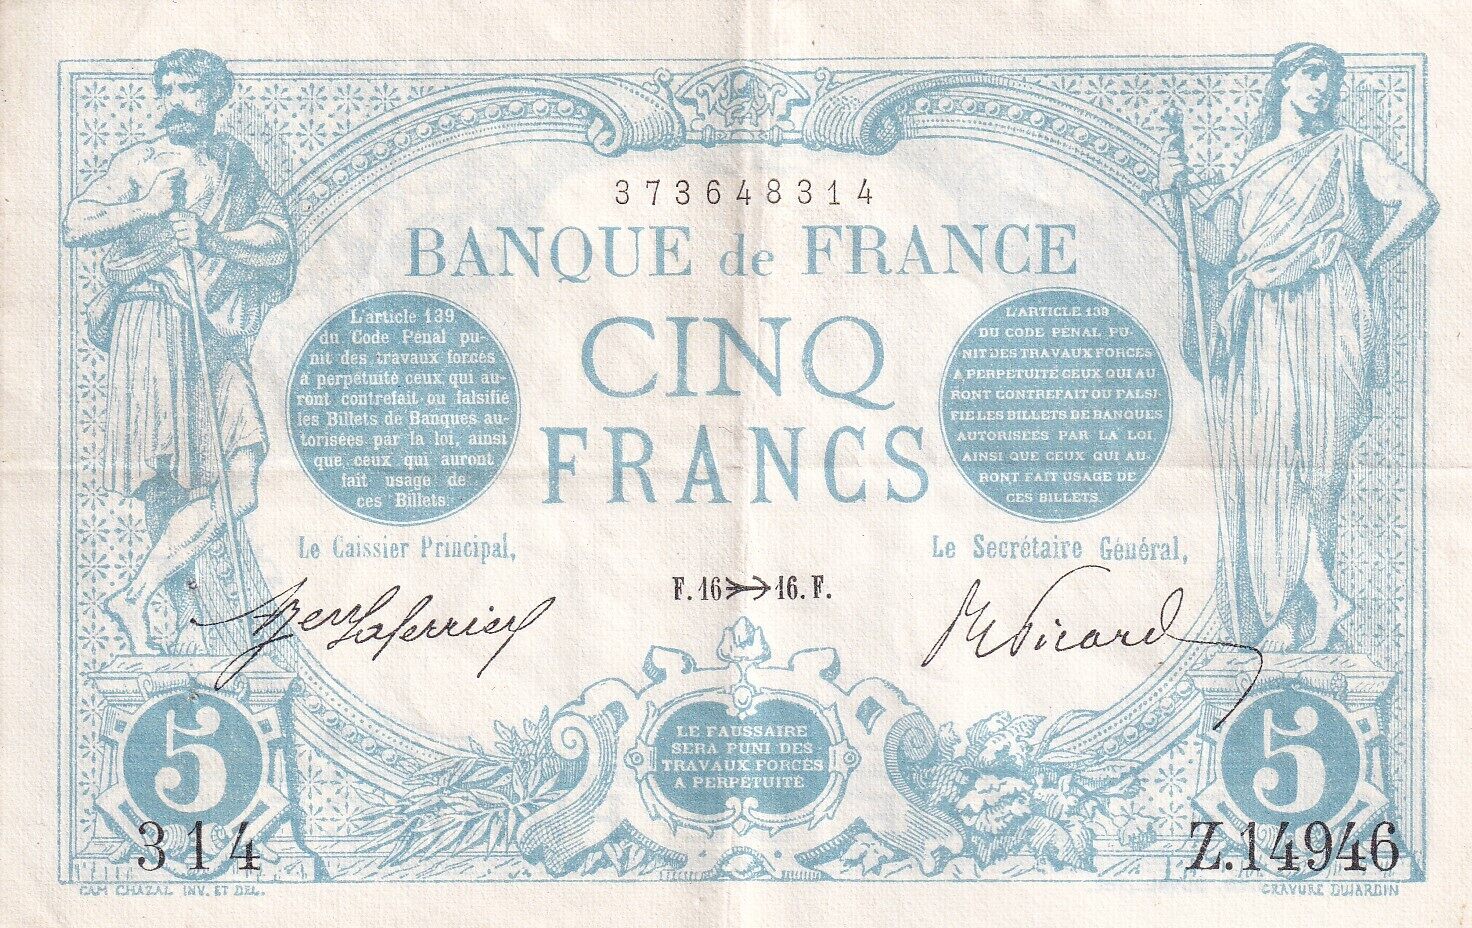 373648314
BANQUE de FRANCE
CINQ
FRANCS
L'article 139
du Code Pénal pu-
nit des travaux forcés
à perpétuité ceux qui au-
ront contrefait ou falsifié
les Billets de Banques au-
torisées par la loi, ainsi
que ceux qui auront
fait usage de
ces Billets.
L'ARTICLE 139
DU CODE PENAL PU-
NIT DES TRAVAUX FORCÉS
A PERPÉTUITÉ CEUX QUI AU
RONT CONTREFAIT OU FALSI-
FIÉ LES BILLETS DE BANQUES
AUTORISÉES PAR LA LOI
AINSI QUE CEUX QUI AU-
RONT FAIT USAGE DE
CES BILLETS.
Le Caissier Principal,
Le Secrétaire Général,
F.16 16.F.
Picard
LE FAUSSAIRE
SERA PUNI DES
TRAVAUX FORCÉS
A PERPÉTUITÉ
5
5
314
Z.14946
CAM CHAZAL INV. ET DEL.
GRAVURE DUJARDIN